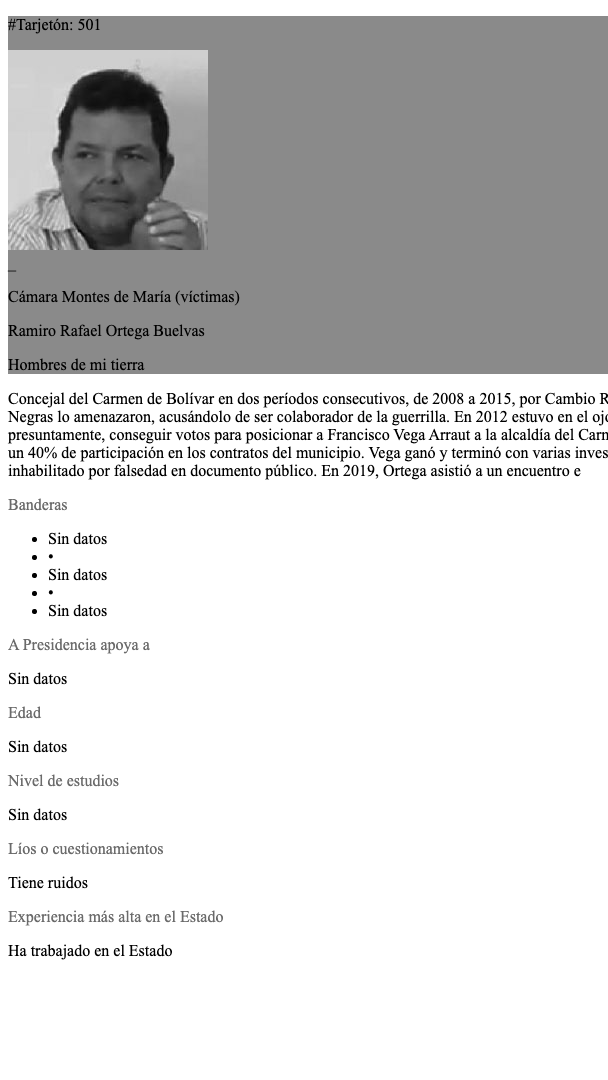 #Tarjetón: 501
_
Cámara Montes de María (víctimas)
Ramiro Rafael Ortega Buelvas
Hombres de mi tierra
Concejal del Carmen de Bolívar en dos períodos consecutivos, de 2008 a 2015, por Cambio R
Negras lo amenazaron, acusándolo de ser colaborador de la guerrilla. En 2012 estuvo en el ojo
presuntamente, conseguir votos para posicionar a Francisco Vega Arraut a la alcaldía del Carm
un 40% de participación en los contratos del municipio. Vega ganó y terminó con varias inves
inhabilitado por falsedad en documento público. En 2019, Ortega asistió a un encuentro e
Banderas
• Sin datos
• •
• Sin datos
• •
• Sin datos
A Presidencia apoya a
Sin datos
Edad
Sin datos
Nivel de estudios
Sin datos
Líos o cuestionamientos
Tiene ruidos
Experiencia más alta en el Estado
Ha trabajado en el Estado